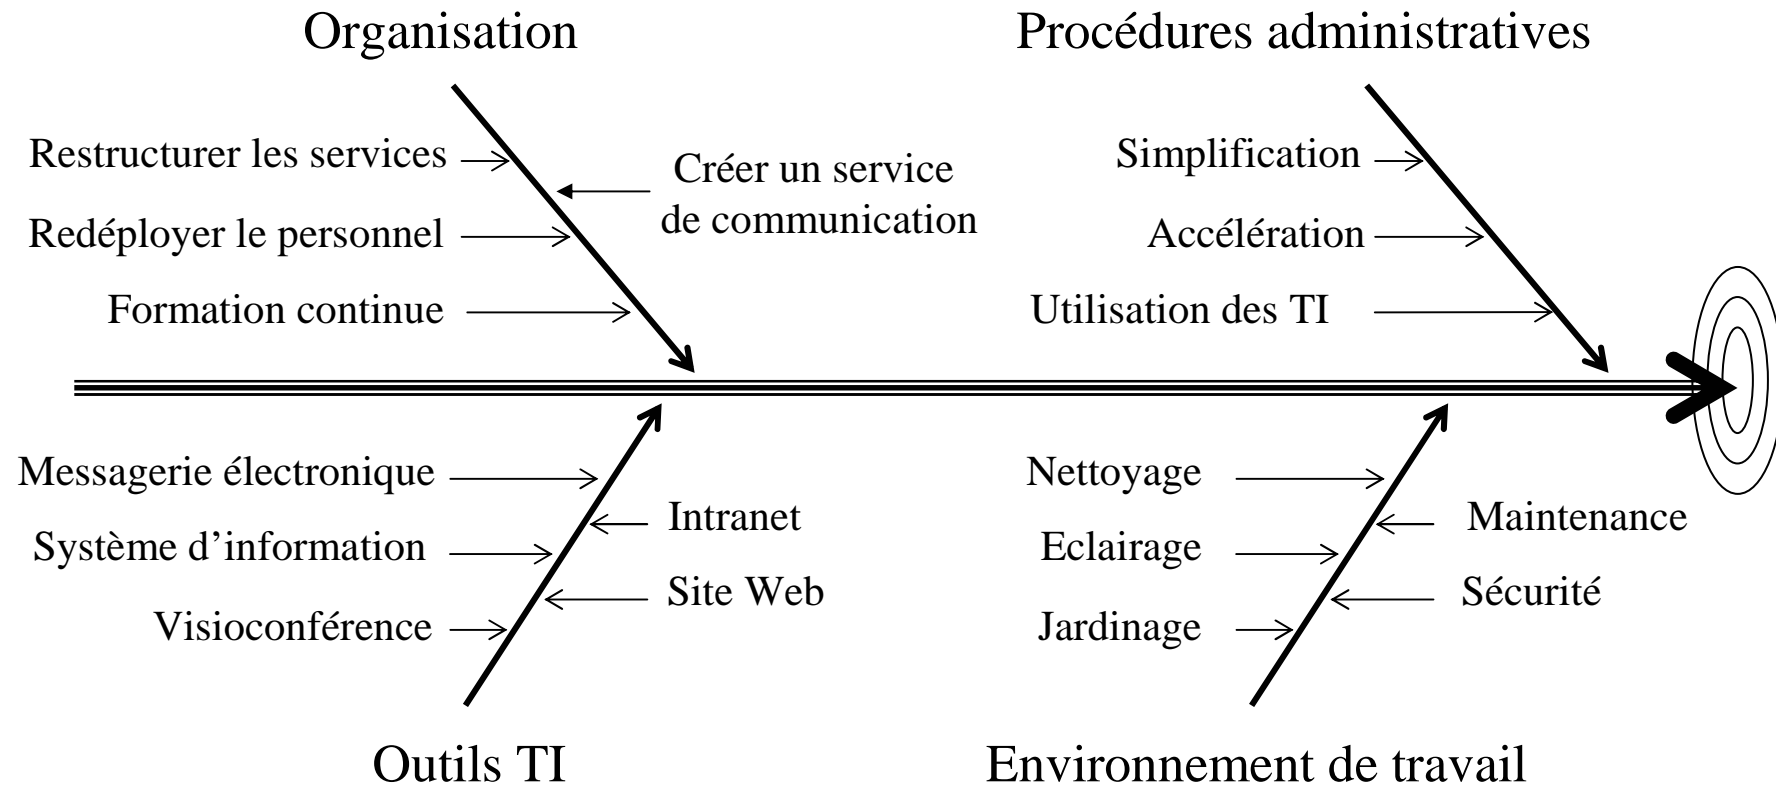 Organisation
Procédures administratives
Restructurer les services
Créer un service
de communication
Redéployer le personnel
Formation continue
Simplification
Accélération
Utilisation des TI
Messagerie électronique
Intranet
Système d’information
Site Web
Visioconférence
Nettoyage
Maintenance
Eclairage
Sécurité
Jardinage
Outils TI
Environnement de travail